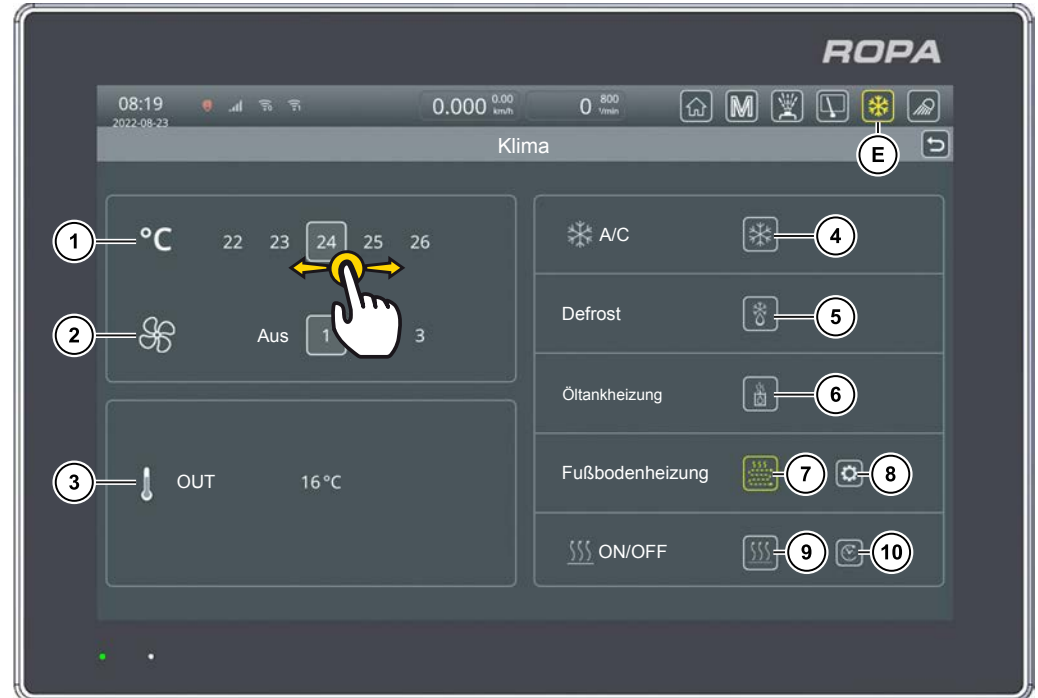 ROPA
08:19 0.000 0.00 km/h 0 800 1/min M
2022-08-23
Klima E
1 °C 22 23 24 25 26 A/C 4
2 Aus 1 3 Defrost 5
Öltankheizung 6
3 OUT 16 °C Fußbodenheizung 7 8
ON/OFF 9 10